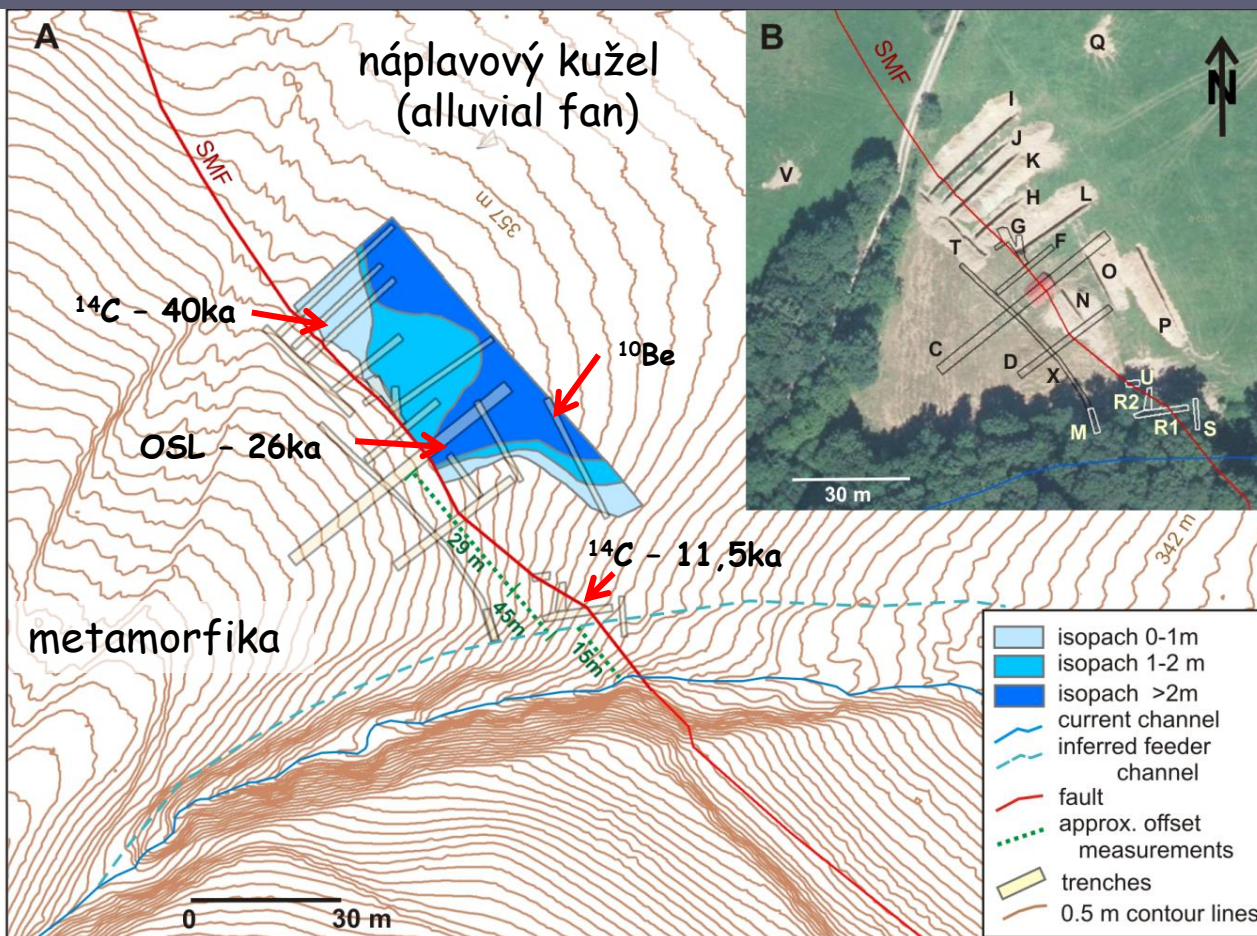 A
náplavový kužel
(alluvial fan)
SMF
357 m
¹⁴C - 40ka
¹⁰Be
OSL - 26ka
29 m
45m
15m
¹⁴C - 11,5ka
metamorfika
342 m
0
30 m
B
SMF
N
Q
I
J
K
V
H
L
G
F
T
O
N
P
C
D
X
U
R2
R1
S
M
30 m
isopach 0-1m
isopach 1-2 m
isopach >2m
current channel
inferred feeder
channel
fault
approx. offset
measurements
trenches
0.5 m contour lines